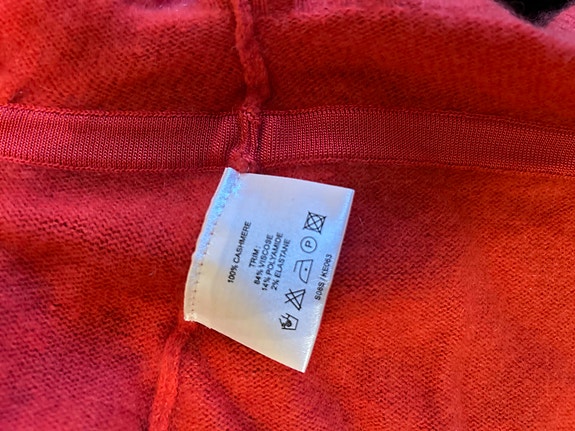 100% CASHMERE
TRIM:
84% VISCOSE
14% POLYAMIDE
2% ELASTANE
P
S08S / KE063